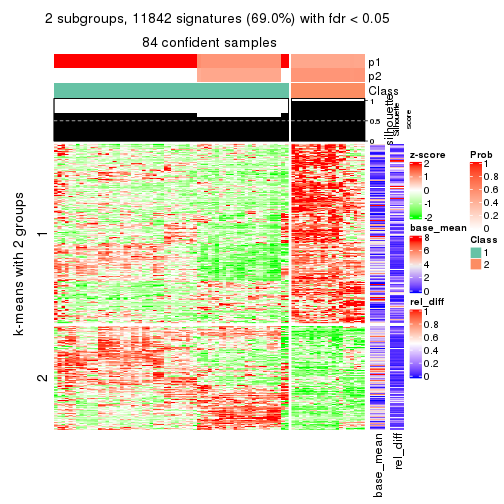 2 subgroups, 11842 signatures (69.0%) with fdr < 0.05
84 confident samples
p1
p2
Class
1
0.5
0
silhouette
Silhouette
score
k-means with 2 groups
1
2
base_mean
rel_diff
z-score
2
1
0
-1
-2
base_mean
8
6
4
2
0
rel_diff
1
0.8
0.6
0.4
0.2
0
Prob
1
0.8
0.6
0.4
0.2
0
Class
1
2